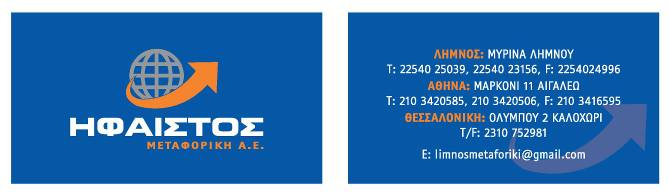 ΗΦΑΙΣΤΟΣ
ΜΕΤΑΦΟΡΙΚΗ Α.Ε.
ΛΗΜΝΟΣ: ΜΥΡΙΝΑ ΛΗΜΝΟΥ
T: 22540 25039, 22540 23156, F: 2254024996
ΑΘΗΝΑ: ΜΑΡΚΟΝΙ 11 ΑΙΓΑΛΕΩ
T: 210 3420585, 210 3420506, F: 210 3416595
ΘΕΣΣΑΛΟΝΙΚΗ: ΟΛΥΜΠΟΥ 2 ΚΑΛΟΧΩΡΙ
T/F: 2310 752981
E: limnosmetaforiki@gmail.com